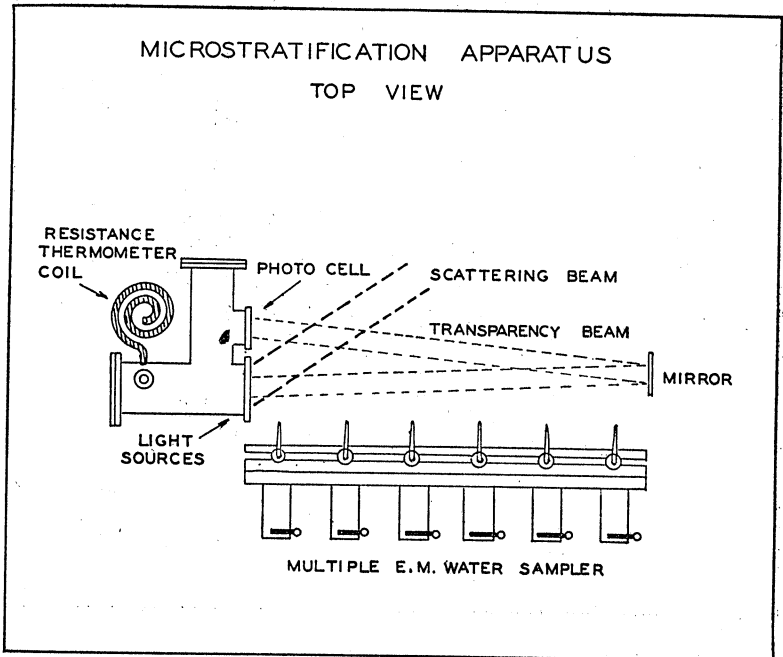 MICROSTRATIFICATION APPARATUS
TOP VIEW
RESISTANCE
THERMOMETER
COIL
PHOTO CELL
SCATTERING BEAM
TRANSPARENCY BEAM
MIRROR
LIGHT
SOURCES
MULTIPLE E.M. WATER SAMPLER